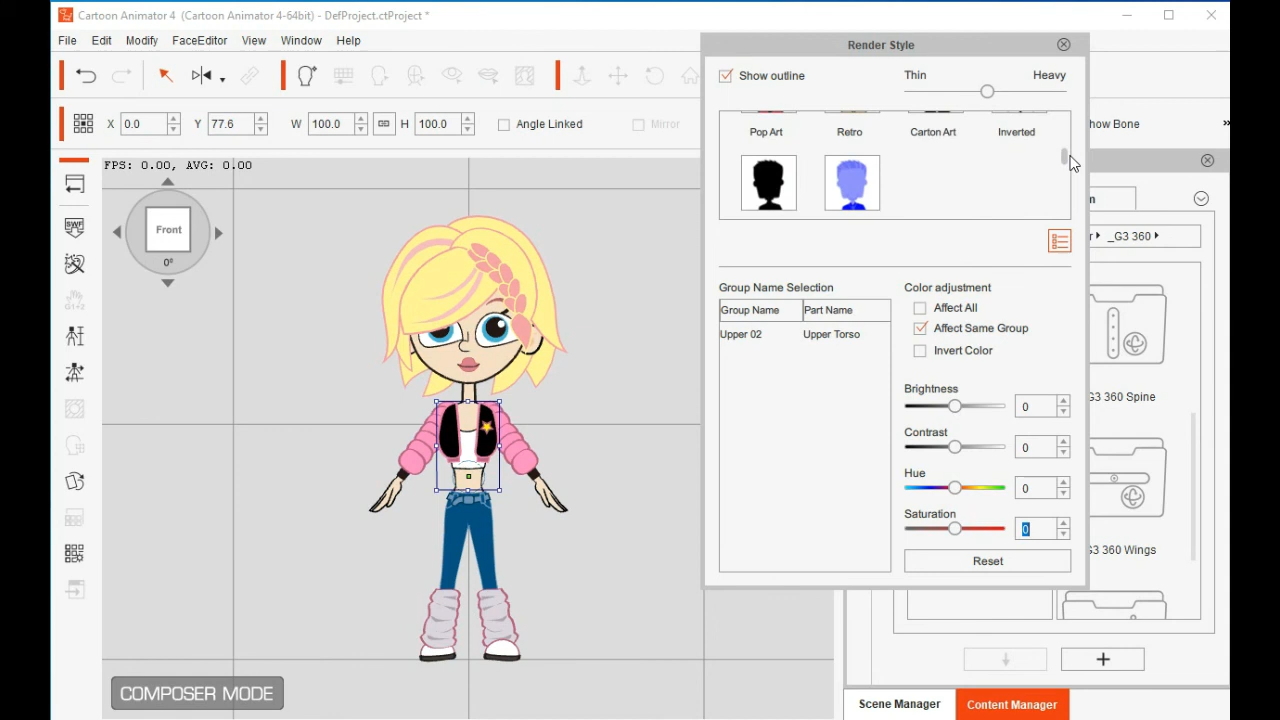 Cartoon Animator 4 (Cartoon Animator 4-64bit) - DefProject.ctProject *
File Edit Modify FaceEditor View Window Help
Render Style
Show outline
Thin Heavy
X 0.0 Y 77.6 W 100.0 H 100.0 Angle Linked Mirror
how Bone
Pop Art Retro Carton Art Inverted
FPS: 0.00, AVG: 0.00
Front
0°
_G3 360
Group Name Selection
Group Name Part Name
Upper 02 Upper Torso
Color adjustment
Affect All
Affect Same Group
Invert Color
Brightness
0
Contrast
0
Hue
0
Saturation
0
Reset
G3 360 Spine
G3 360 Wings
COMPOSER MODE
Scene Manager Content Manager